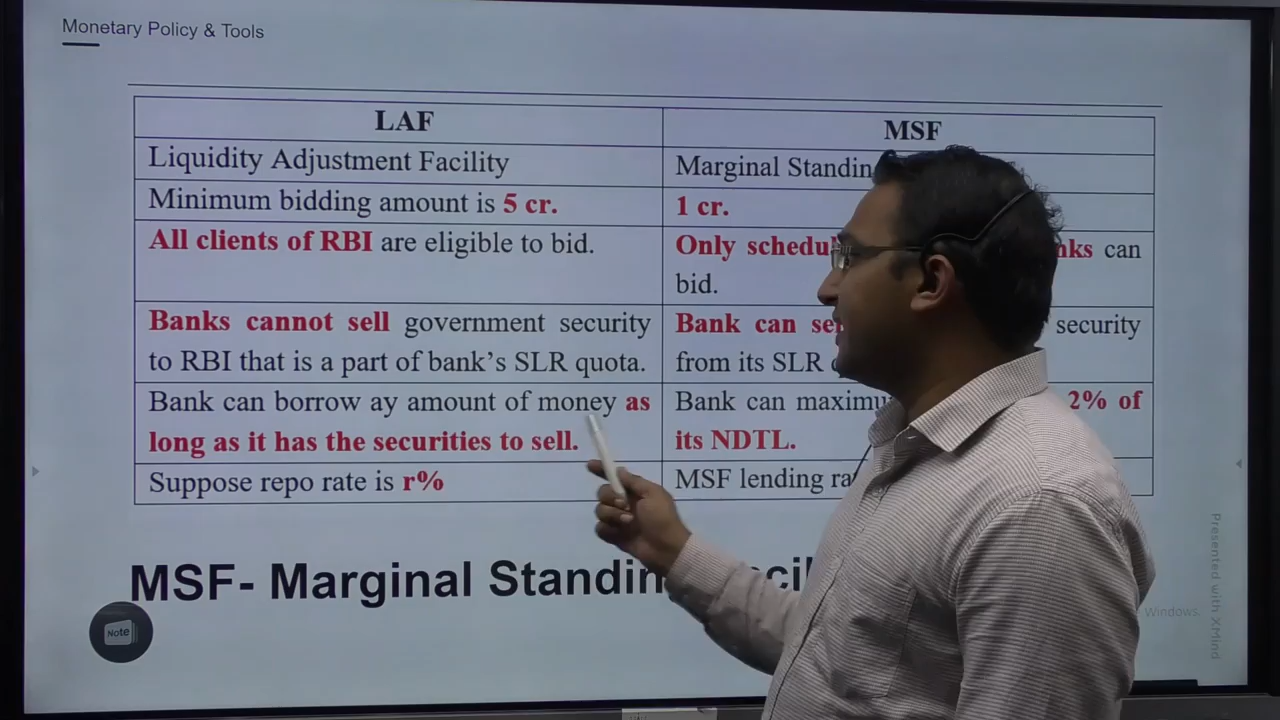 Monetary Policy & Tools
LAF
MSF
Liquidity Adjustment Facility
Marginal Standin
Minimum bidding amount is 5 cr.
1 cr.
All clients of RBI are eligible to bid.
Only schedu nks can
bid.
Banks cannot sell government security
to RBI that is a part of bank's SLR quota.
Bank can se security
from its SLR
Bank can borrow ay amount of money as
long as it has the securities to sell.
Bank can maximu 2% of
its NDTL.
Suppose repo rate is r%
MSF lending ra
MSF- Marginal Standin cil
Note
Windows.
Presented with XMind